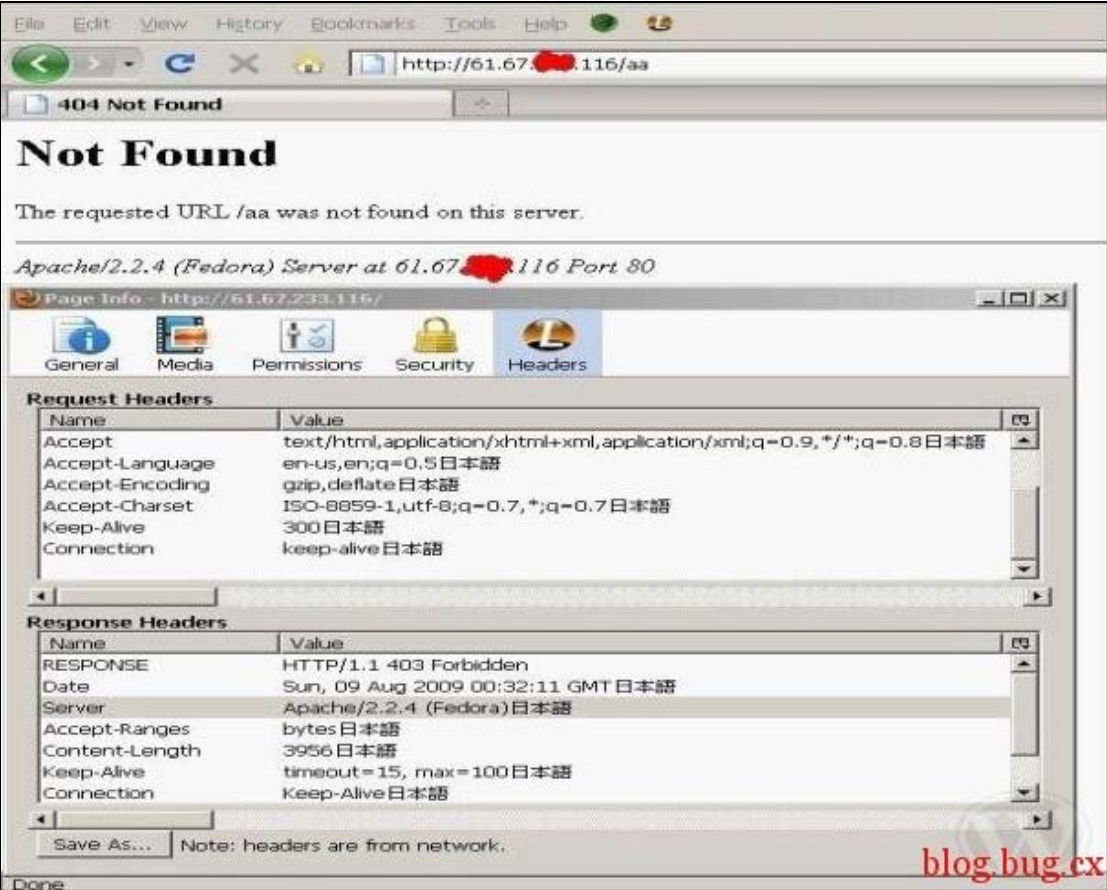 File Edit View History Bookmarks Tools Help
http://61.67. .116/aa
404 Not Found
Not Found
The requested URL /aa was not found on this server.
Apache/2.2.4 (Fedora) Server at 61.67. .116 Port 80
Page Info - http://61.67.233.116/
General Media Permissions Security Headers
Request Headers
Name Value
Accept text/html,application/xhtml+xml,application/xml;q=0.9,*/*;q=0.8日本語
Accept-Language en-us,en;q=0.5日本語
Accept-Encoding gzip,deflate日本語
Accept-Charset ISO-8859-1,utf-8;q=0.7,*;q=0.7日本語
Keep-Alive 300日本語
Connection keep-alive日本語
Response Headers
Name Value
RESPONSE HTTP/1.1 403 Forbidden
Date Sun, 09 Aug 2009 00:32:11 GMT日本語
Server Apache/2.2.4 (Fedora)日本語
Accept-Ranges bytes日本語
Content-Length 3956日本語
Keep-Alive timeout=15, max=100日本語
Connection Keep-Alive日本語
Save As... Note: headers are from network.
blog.bug.cx
Done